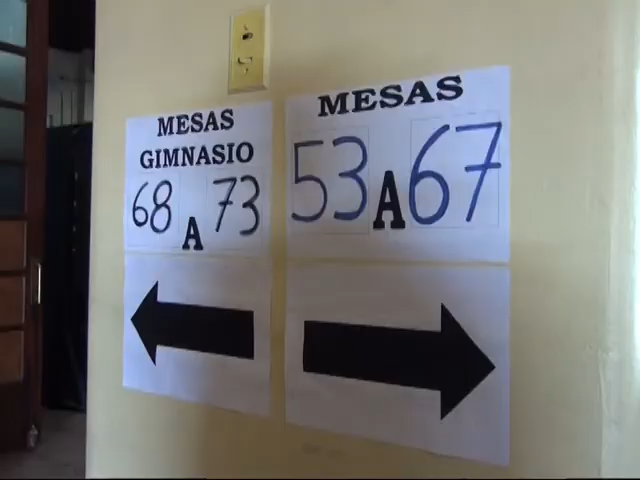 MESAS
GIMNASIO
68 A 73
MESAS
53 A 67